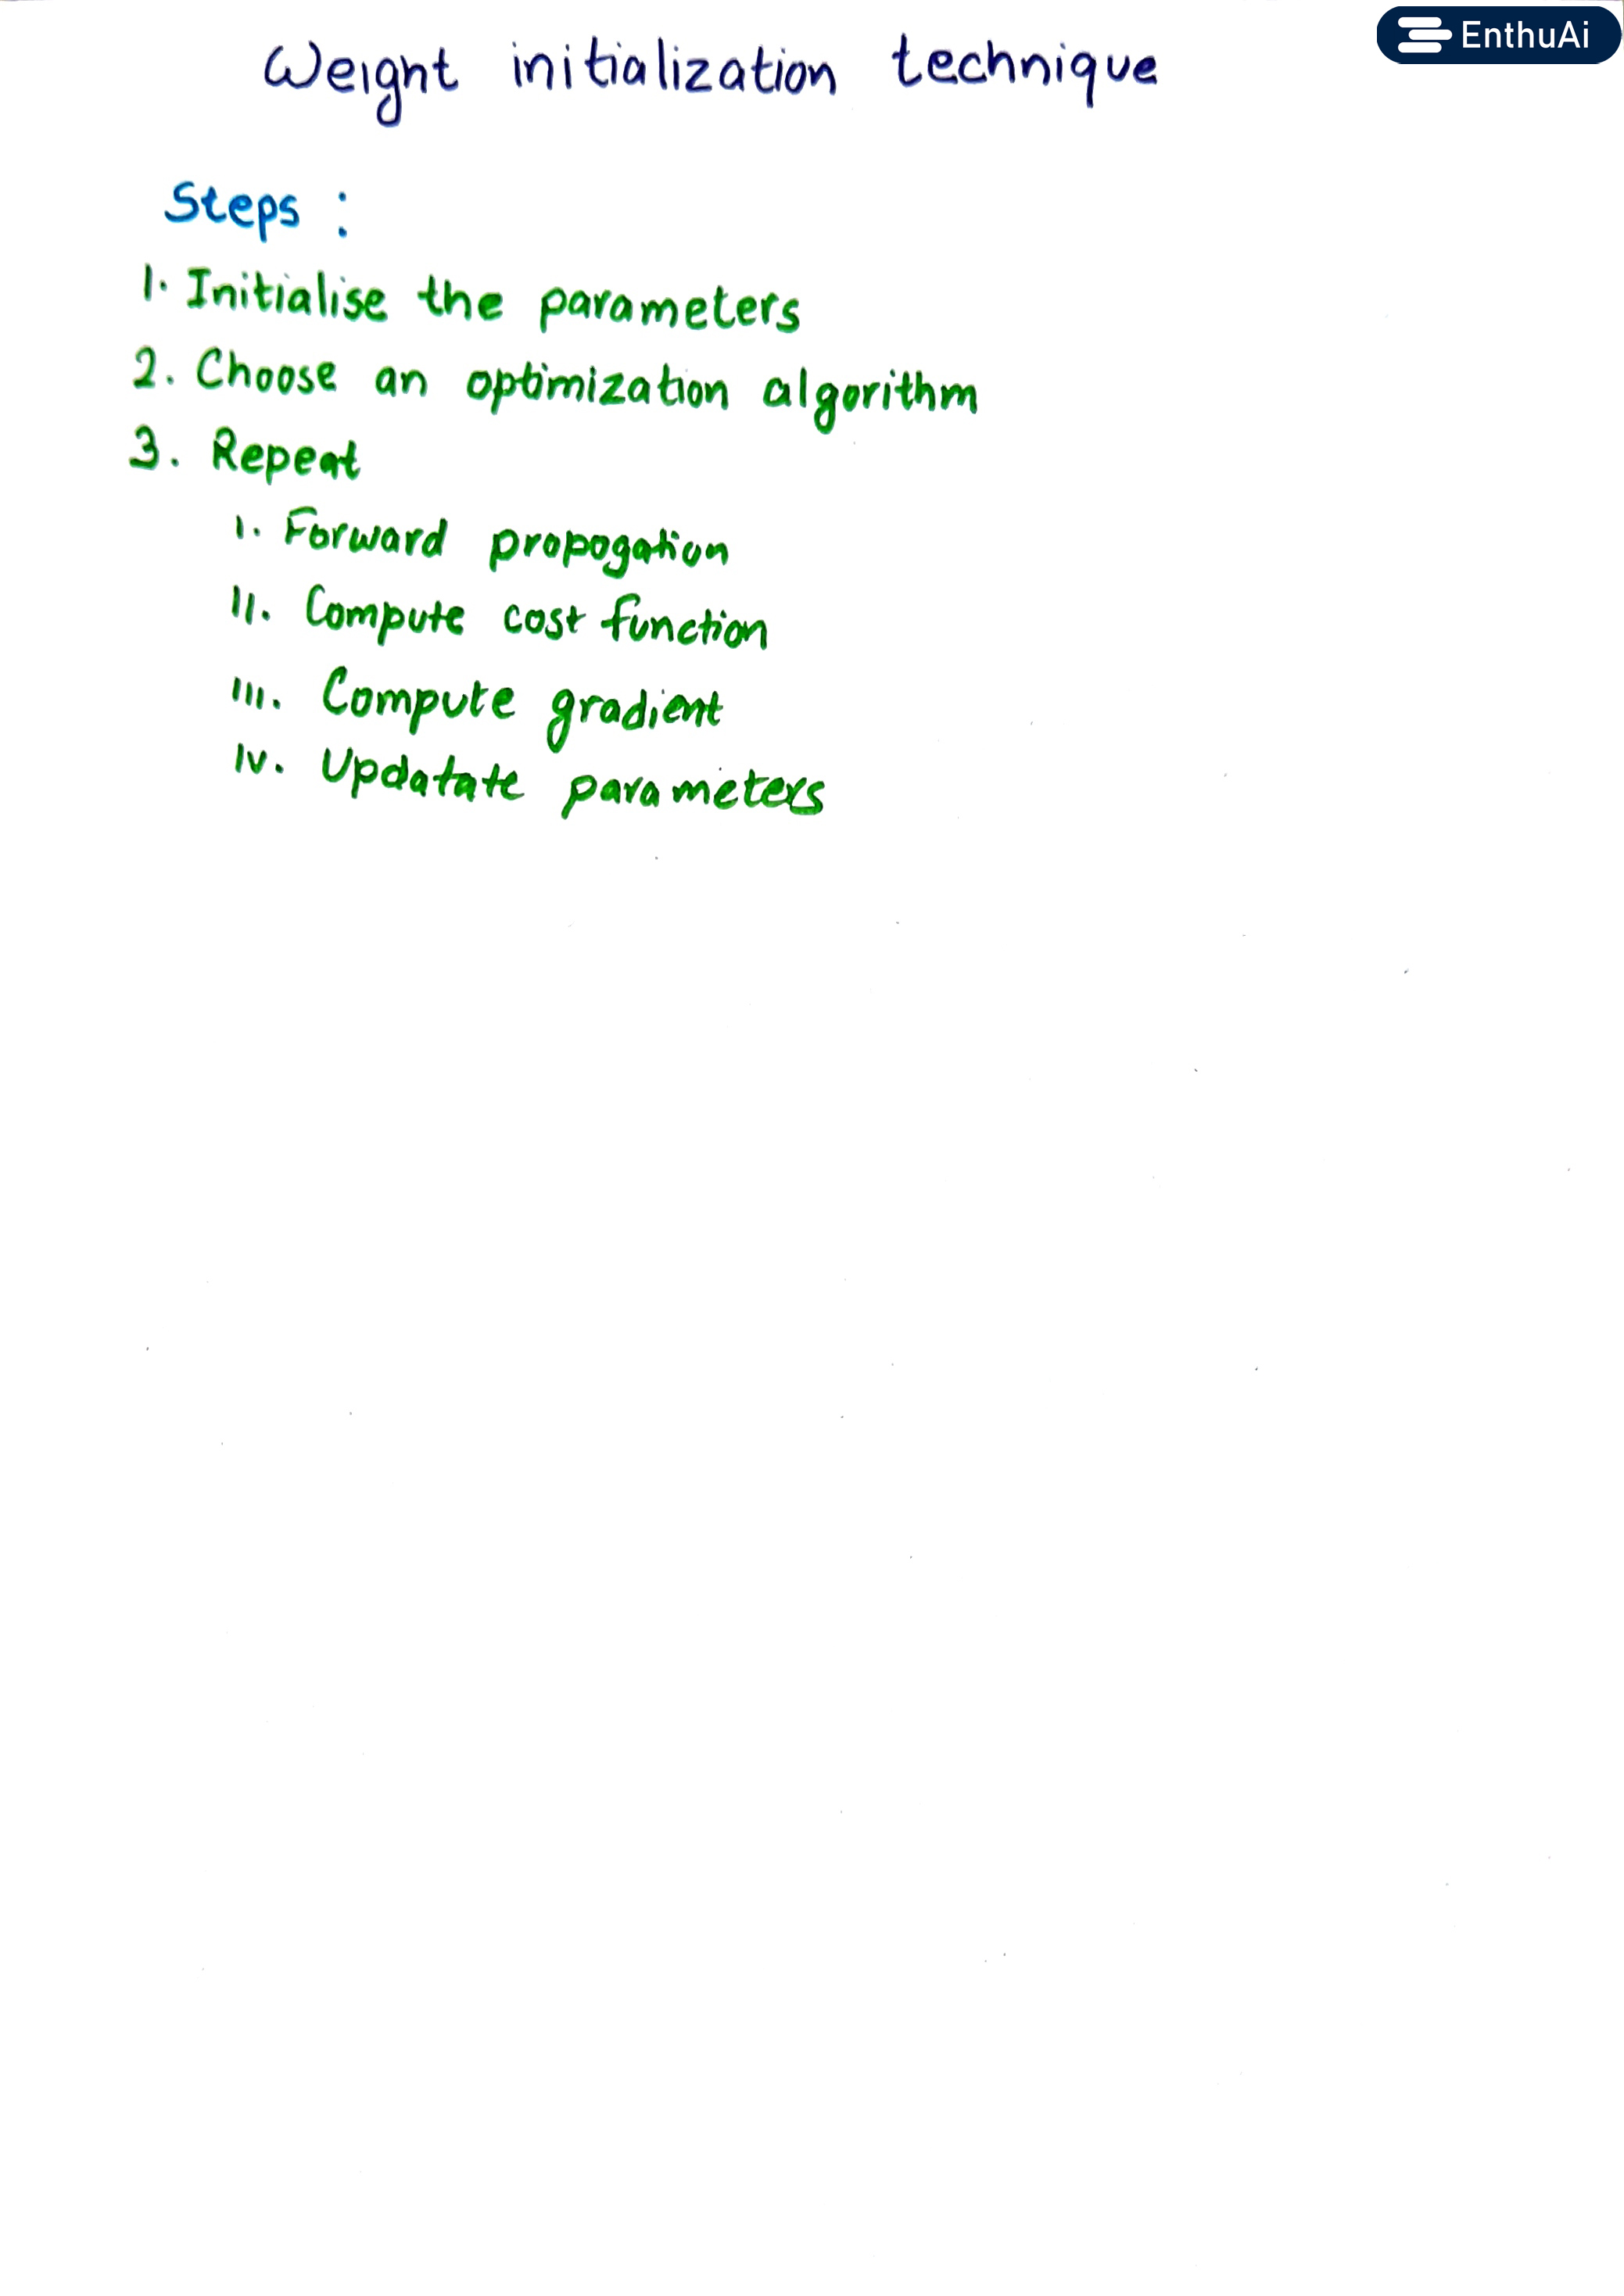 EnthuAi
Weight initialization technique
Steps :
1. Initialise the parameters
2. Choose an optimization algorithm
3. Repeat
I. Forward propogation
II. Compute cost function
III. Compute gradient
IV. Updatate parameters